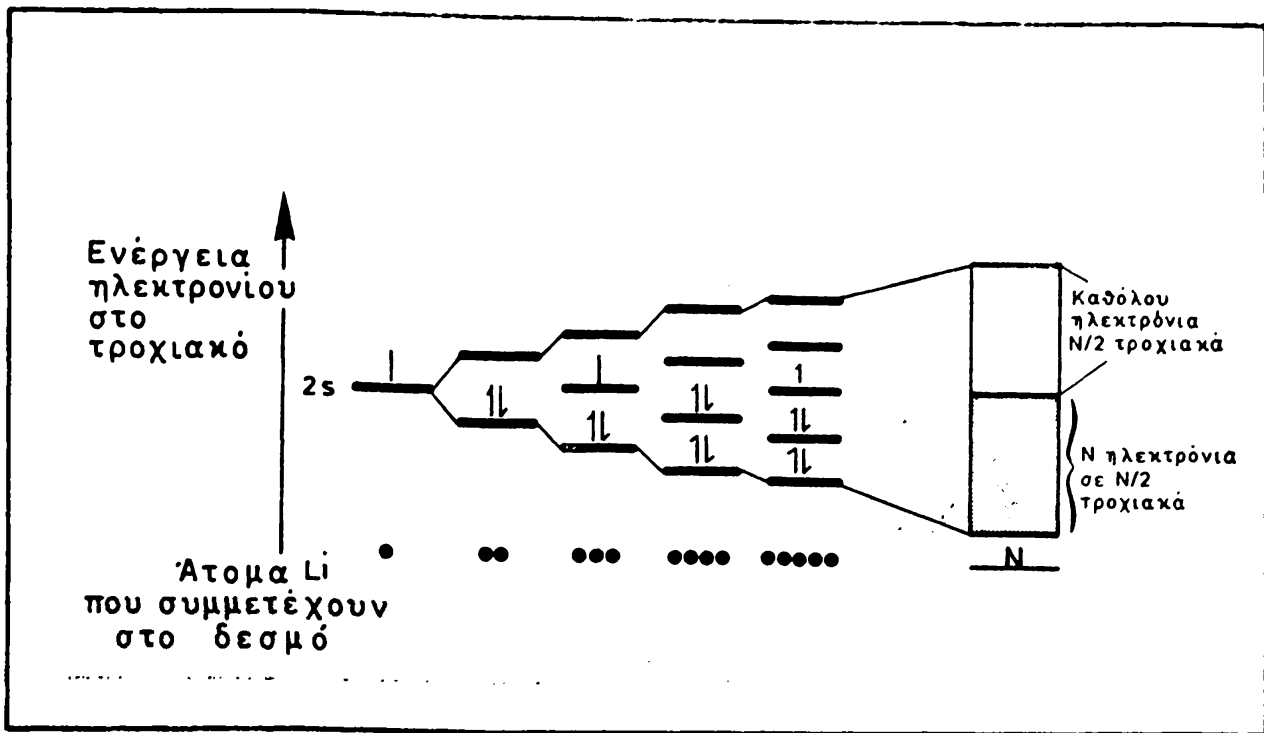 Ενέργεια
ηλεκτρονίου
στο
τροχιακό
2s
Καθόλου
ηλεκτρόνια
N/2 τροχιακά
N ηλεκτρόνια
σε N/2
τροχιακά
N
Άτομα Li
που συμμετέχουν
στο δεσμό